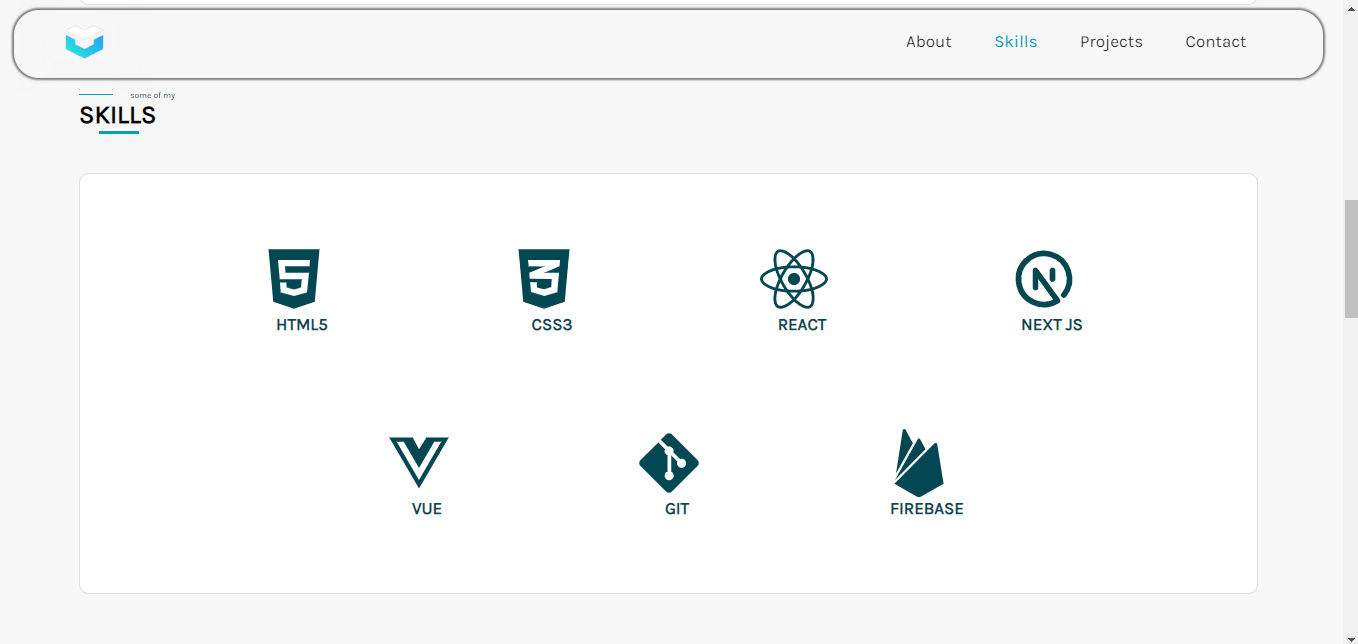 About Skills Projects Contact
some of my
SKILLS
HTML5 CSS3 REACT NEXT JS
VUE GIT FIREBASE